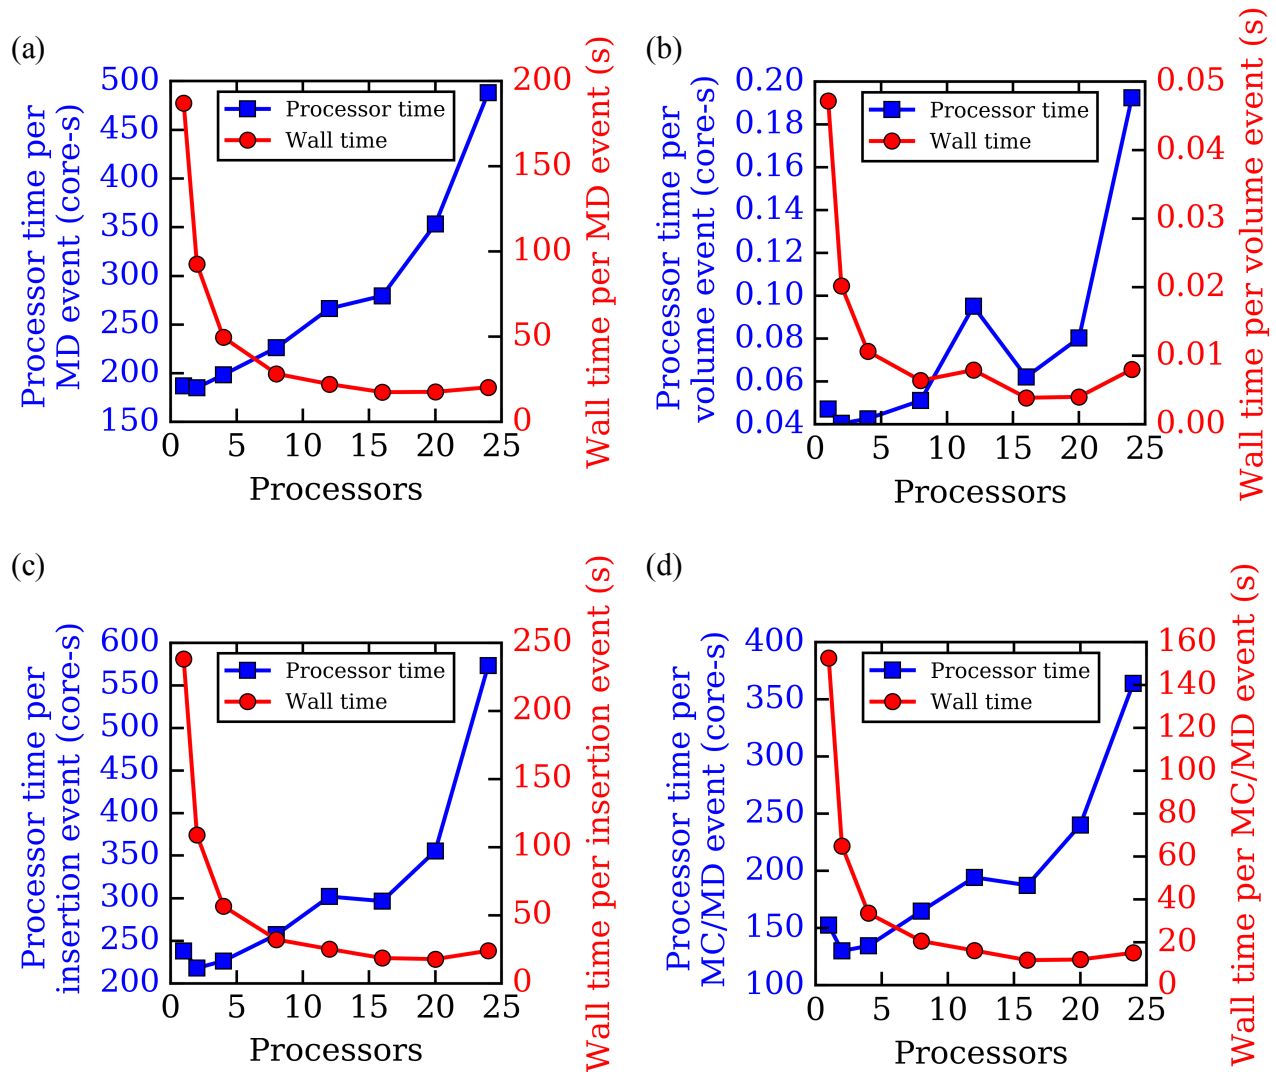 (a)
Processor time per
MD event (core-s)
500
450
400
350
300
250
200
150
Processor time
Wall time
200
150
100
50
0
Wall time per MD event (s)
0 5 10 15 20 25
Processors
(b)
Processor time per
volume event (core-s)
0.20
0.18
0.16
0.14
0.12
0.10
0.08
0.06
0.04
Processor time
Wall time
0.05
0.04
0.03
0.02
0.01
0.00
Wall time per volume event (s)
0 5 10 15 20 25
Processors
(c)
Processor time per
insertion event (core-s)
600
550
500
450
400
350
300
250
200
Processor time
Wall time
250
200
150
100
50
0
Wall time per insertion event (s)
0 5 10 15 20 25
Processors
(d)
Processor time per
MC/MD event (core-s)
400
350
300
250
200
150
100
Processor time
Wall time
160
140
120
100
80
60
40
20
0
Wall time per MC/MD event (s)
0 5 10 15 20 25
Processors